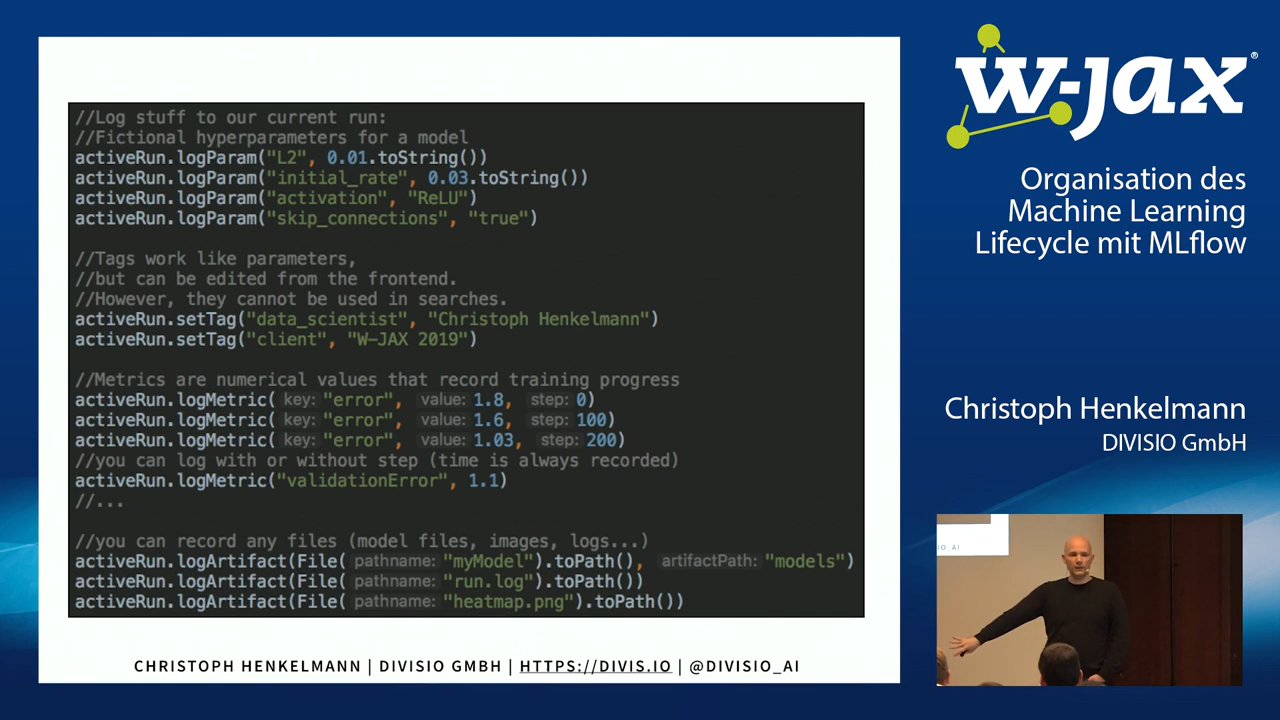 //Log stuff to our current run:
//Fictional hyperparameters for a model
activeRun.logParam("L2", 0.01.toString())
activeRun.logParam("initial_rate", 0.03.toString())
activeRun.logParam("activation", "ReLU")
activeRun.logParam("skip_connections", "true")
//Tags work like parameters,
//but can be edited from the frontend.
//However, they cannot be used in searches.
activeRun.setTag("data_scientist", "Christoph Henkelmann")
activeRun.setTag("client", "W-JAX 2019")
//Metrics are numerical values that record training progress
activeRun.logMetric( key: "error", value: 1.8, step: 0)
activeRun.logMetric( key: "error", value: 1.6, step: 100)
activeRun.logMetric( key: "error", value: 1.03, step: 200)
//you can log with or without step (time is always recorded)
activeRun.logMetric("validationError", 1.1)
//...
//you can record any files (model files, images, logs...)
activeRun.logArtifact(File( pathname: "myModel").toPath(), artifactPath: "models")
activeRun.logArtifact(File( pathname: "run.log").toPath())
activeRun.logArtifact(File( pathname: "heatmap.png").toPath())
CHRISTOPH HENKELMANN | DIVISIO GMBH | HTTPS://DIVIS.IO | @DIVISIO_AI
w-jax®
Organisation des
Machine Learning
Lifecycle mit MLflow
Christoph Henkelmann
DIVISIO GmbH
IO_AI